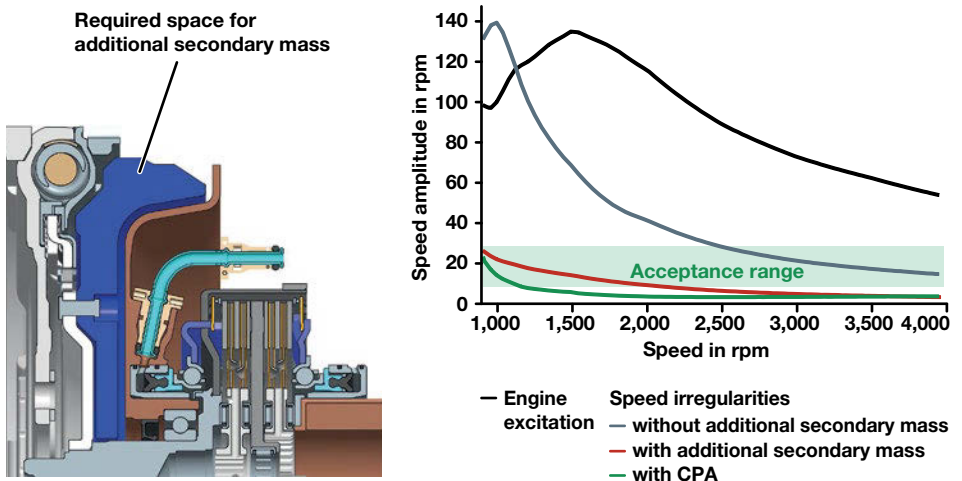 Required space for
additional secondary mass
Speed amplitude in rpm
140
120
100
80
60
40
20
0
Acceptance range
1,000 1,500 2,000 2,500 3,000 3,500 4,000
Speed in rpm
Engine
excitation
Speed irregularities
without additional secondary mass
with additional secondary mass
with CPA